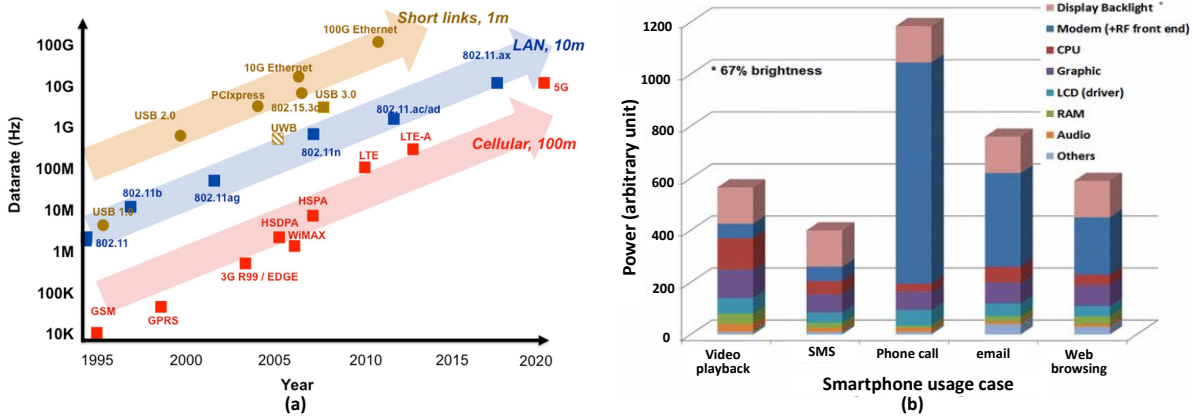 Short links, 1m
100G Ethernet
LAN, 10m
100G
802.11.ax
10G Ethernet
10G
PCIxpress
USB 3.0
5G
USB 2.0
802.15.3c
802.11.ac/ad
1G
UWB
Cellular, 100m
802.11n
LTE-A
100M
LTE
802.11b
802.11ag
10M
USB 1.0
HSPA
HSDPA
802.11
WiMAX
1M
3G R99 / EDGE
100K
GSM
GPRS
10K
Datarate (Hz)
1995
2000
2005
2010
2015
2020
Year
(a)
Display Backlight *
Modem (+RF front end)
CPU
Graphic
LCD (driver)
RAM
Audio
Others
* 67% brightness
1200
1000
800
600
400
200
0
Power (arbitrary unit)
Video
playback
SMS
Phone call
email
Web
browsing
Smartphone usage case
(b)